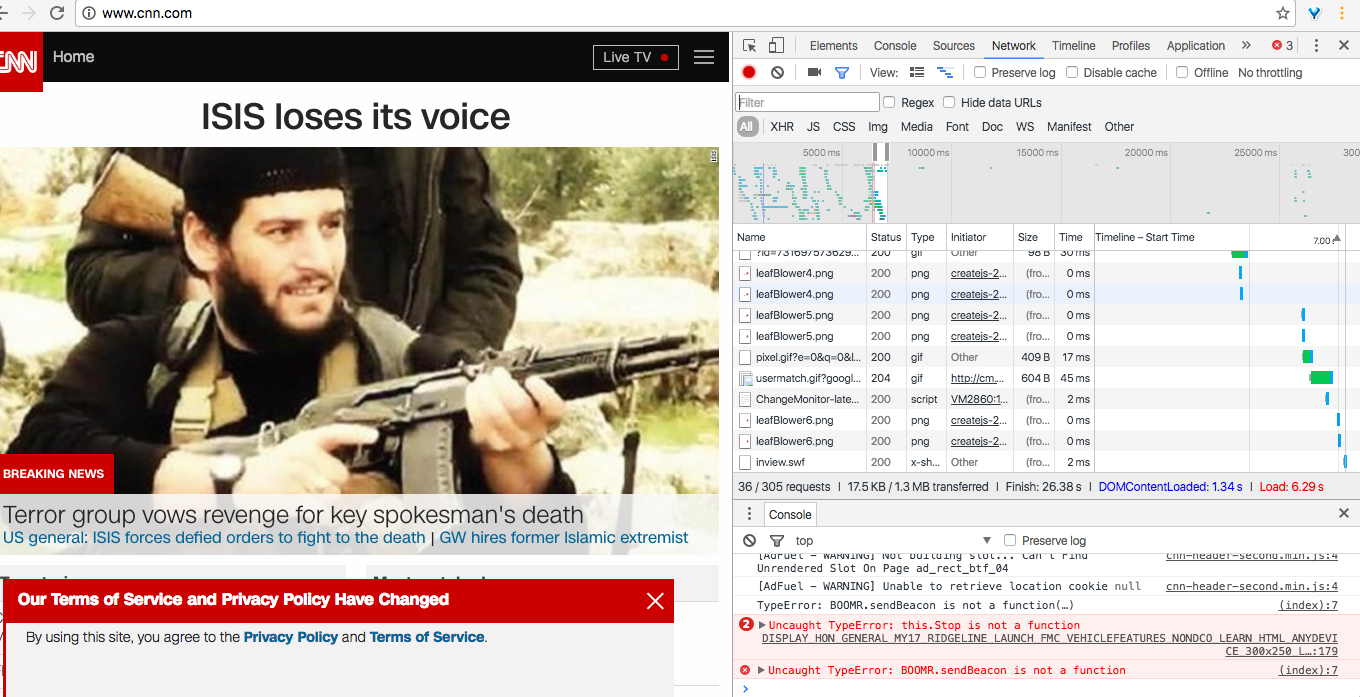 www.cnn.com
CNN
Home
Live TV
ISIS loses its voice
BREAKING NEWS
Terror group vows revenge for key spokesman's death
US general: ISIS forces defied orders to fight to the death | GW hires former Islamic extremist
Our Terms of Service and Privacy Policy Have Changed
By using this site, you agree to the Privacy Policy and Terms of Service.
Elements Console Sources Network Timeline Profiles Application » 3
View: Preserve log Disable cache Offline No throttling
Filter Regex Hide data URLs
All XHR JS CSS Img Media Font Doc WS Manifest Other
5000 ms 10000 ms 15000 ms 20000 ms 25000 ms 300
Name Status Type Initiator Size Time Timeline – Start Time 7.00 s
?id=731697573629... 200 gif Other 98 B 30 ms
leafBlower4.png 200 png createjs-2... (fro... 0 ms
leafBlower4.png 200 png createjs-2... (fro... 0 ms
leafBlower5.png 200 png createjs-2... (fro... 0 ms
leafBlower5.png 200 png createjs-2... (fro... 0 ms
pixel.gif?e=0&q=0&l... 200 gif Other 409 B 17 ms
usermatch.gif?googl... 204 gif http://cm.... 604 B 45 ms
ChangeMonitor-late... 200 script VM2860:1... (fro... 2 ms
leafBlower6.png 200 png createjs-2... (fro... 0 ms
leafBlower6.png 200 png createjs-2... (fro... 0 ms
inview.swf 200 x-sh... Other (fro... 2 ms
36 / 305 requests | 17.5 KB / 1.3 MB transferred | Finish: 26.38 s | DOMContentLoaded: 1.34 s | Load: 6.29 s
Console
top Preserve log
[AdFuel - WARNING] Not building slot... Can't Find cnn-header-second.min.js:4
Unrendered Slot On Page ad_rect_btf_04
[AdFuel - WARNING] Unable to retrieve location cookie null cnn-header-second.min.js:4
TypeError: BOOMR.sendBeacon is not a function(…) (index):7
2 Uncaught TypeError: this.Stop is not a function
DISPLAY_HON_GENERAL_MY17_RIDGELINE_LAUNCH_FMC_VEHICLEFEATURES_NONDCO_LEARN_HTML_ANYDEVI
CE_300x250_L…:179
Uncaught TypeError: BOOMR.sendBeacon is not a function (index):7